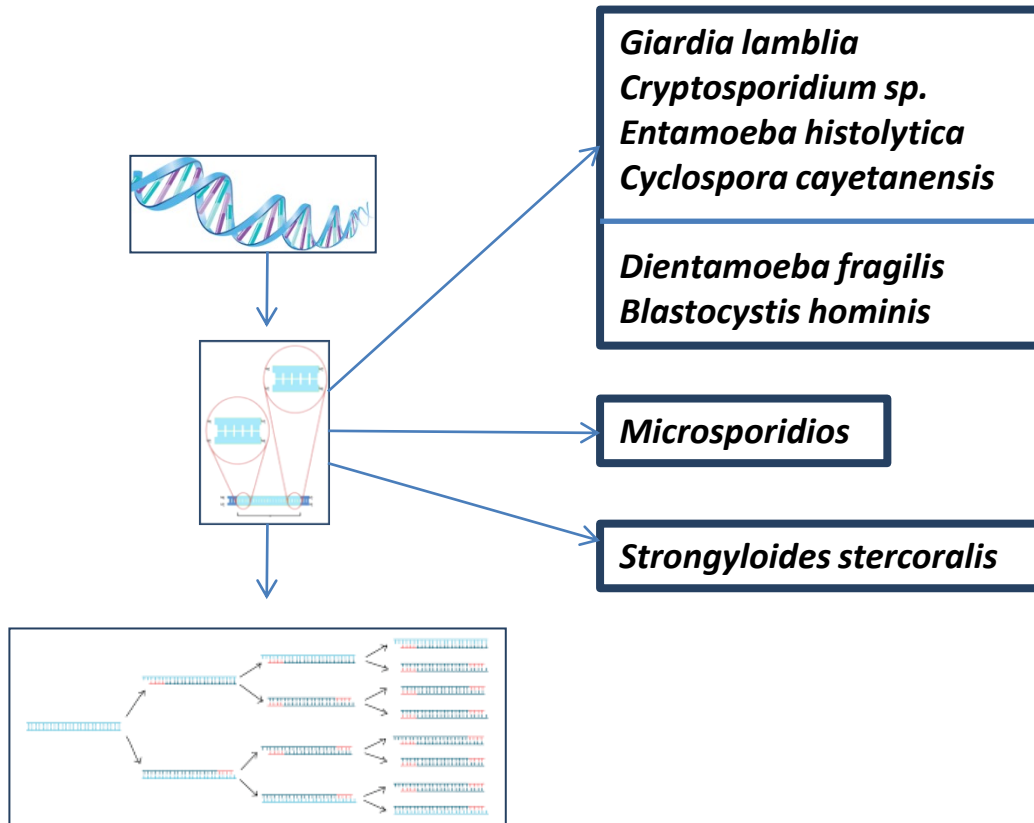 Giardia lamblia
Cryptosporidium sp.
Entamoeba histolytica
Cyclospora cayetanensis
Dientamoeba fragilis
Blastocystis hominis
Microsporidios
Strongyloides stercoralis